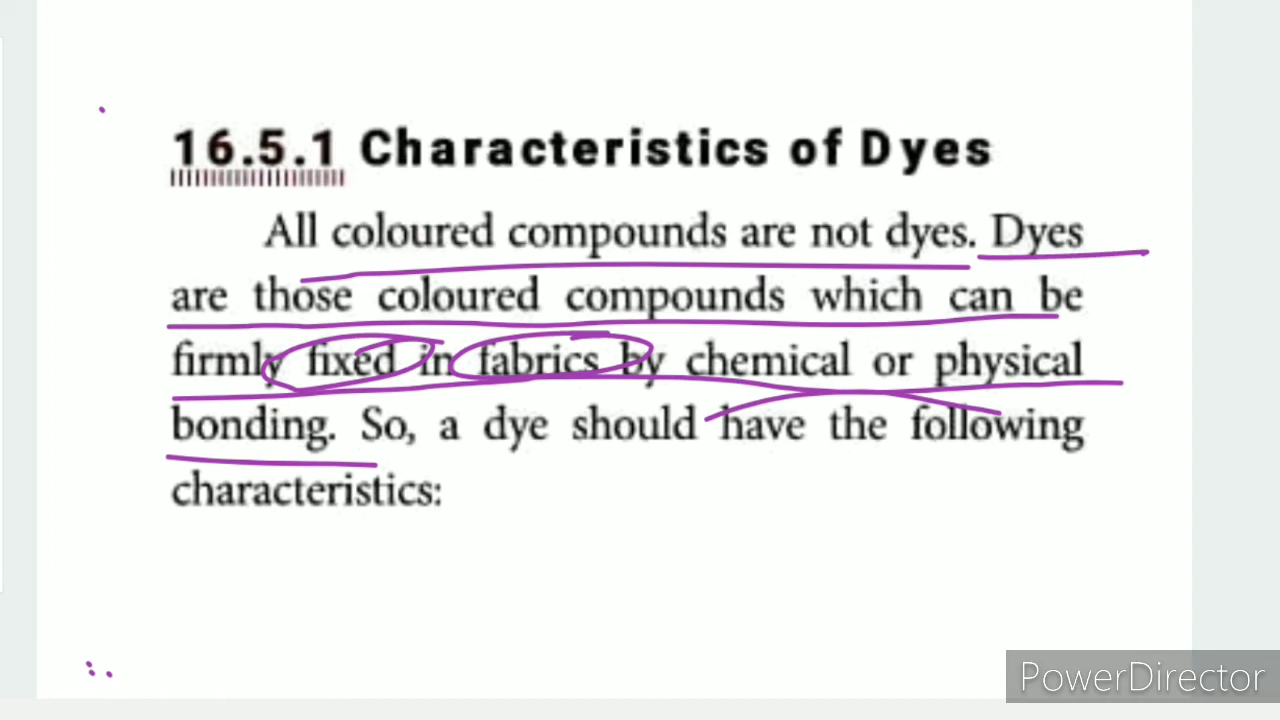 16.5.1 Characteristics of Dyes
All coloured compounds are not dyes. Dyes
are those coloured compounds which can be
firmly fixed in fabrics by chemical or physical
bonding. So, a dye should have the following
characteristics:
PowerDirector